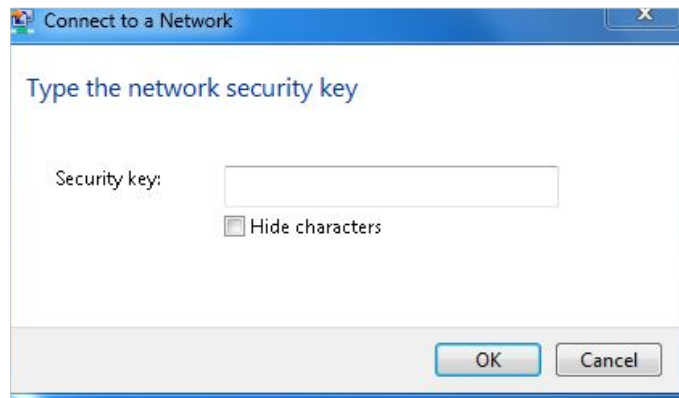 Connect to a Network
X
Type the network security key
Security key:
Hide characters
OK Cancel